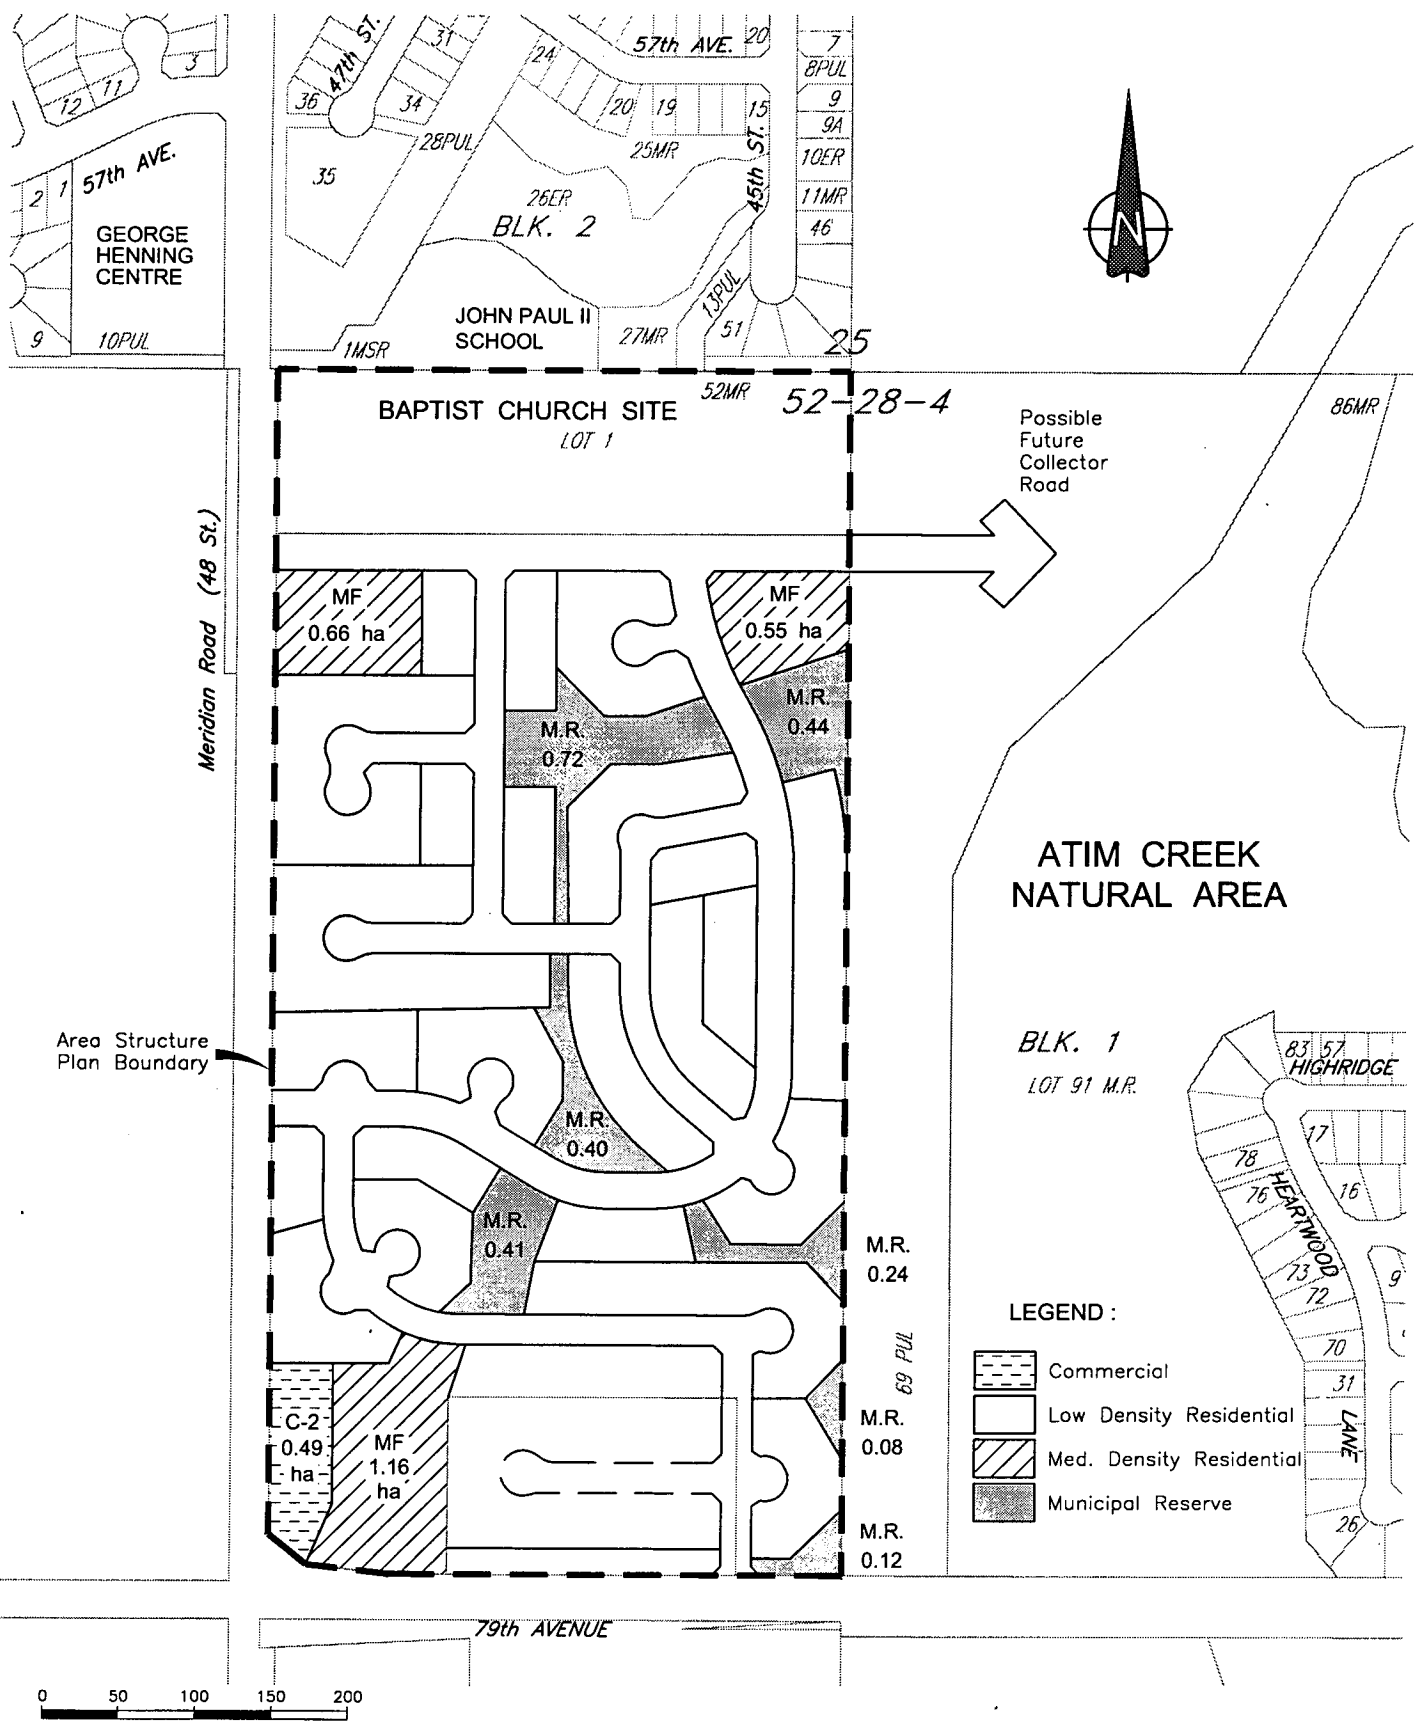 57th AVE.
20
7
8PUL
9
9A
10ER
11MR
46
47th ST.
31
24
36
34
20
19
15
3
11
12
28PUL
25MR
45th ST.
57th AVE.
35
26ER
BLK. 2
2
1
GEORGE
HENNING
CENTRE
13PUL
JOHN PAUL II
SCHOOL
27MR
51
9
10PUL
1MSR
25
52MR
52-28-4
BAPTIST CHURCH SITE
LOT 1
N
86MR
Possible
Future
Collector
Road
Meridian Road (48 St.)
MF
0.66 ha
MF
0.55 ha
M.R.
0.44
M.R.
0.72
ATIM CREEK
NATURAL AREA
Area Structure
Plan Boundary
BLK. 1
LOT 91 M.R.
83
57
HIGHRIDGE
17
78
76
16
HEARTWOOD
73
72
9
70
31
LANE
26
M.R.
0.40
M.R.
0.41
M.R.
0.24
69 PUL
LEGEND :
Commercial
Low Density Residential
Med. Density Residential
Municipal Reserve
C-2
0.49
ha
MF
1.16
ha
M.R.
0.08
M.R.
0.12
79th AVENUE
0 50 100 150 200